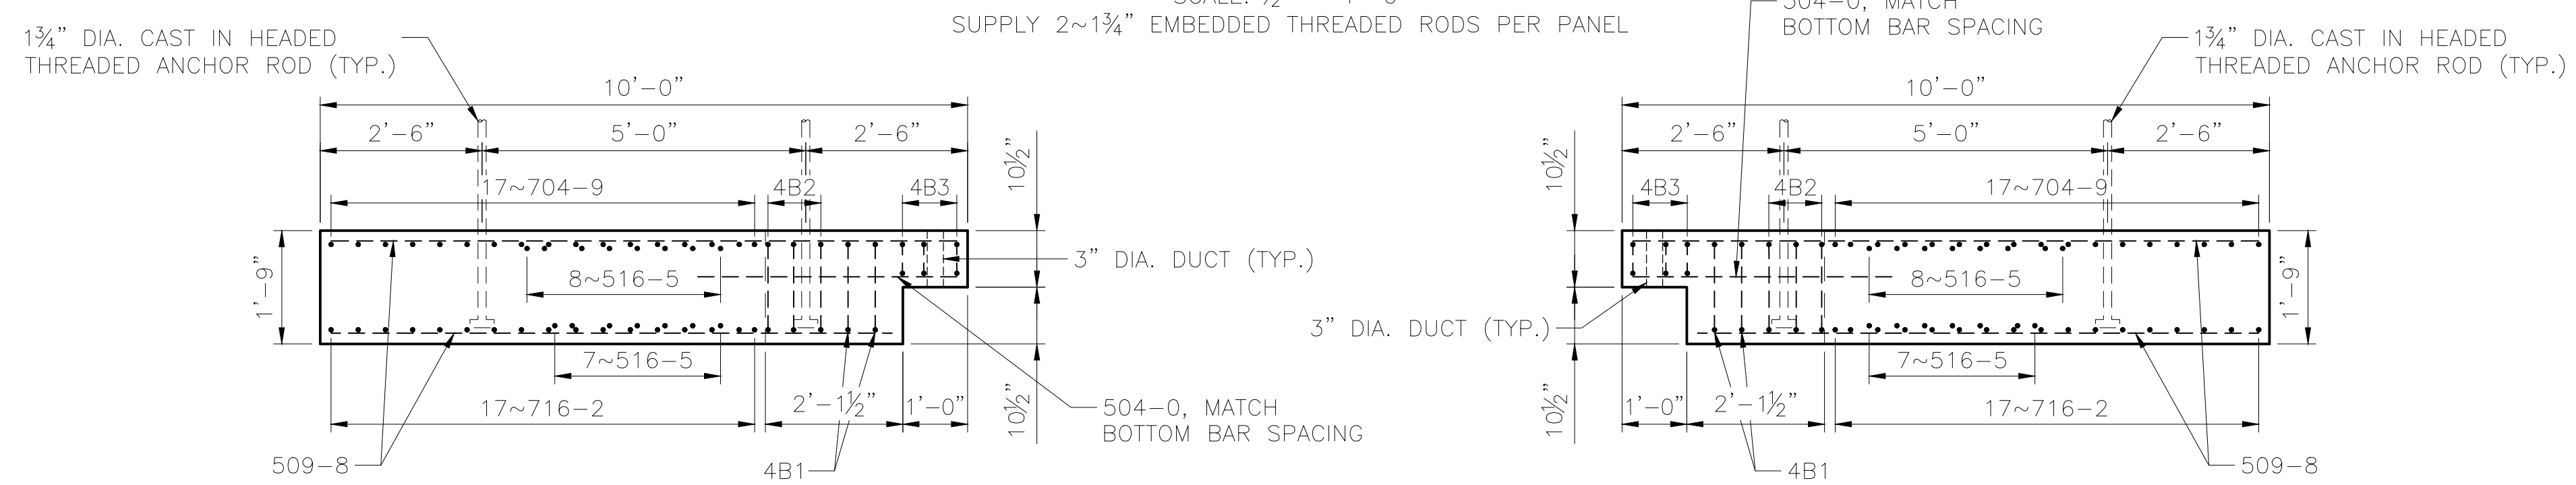 SUPPLY 2~1¾" EMBEDDED THREADED RODS PER PANEL
1¾" DIA. CAST IN HEADED
THREADED ANCHOR ROD (TYP.)
10'-0"
2'-6"
5'-0"
2'-6"
10½"
17~704-9
4B2
4B3
1'-9"
3" DIA. DUCT (TYP.)
8~516-5
7~516-5
17~716-2
2'-1½"
1'-0"
10½"
504-0, MATCH
BOTTOM BAR SPACING
509-8
4B1
504-0, MATCH
BOTTOM BAR SPACING
1¾" DIA. CAST IN HEADED
THREADED ANCHOR ROD (TYP.)
10'-0"
2'-6"
5'-0"
2'-6"
10½"
4B3
4B2
17~704-9
8~516-5
1'-9"
3" DIA. DUCT (TYP.)
7~516-5
10½"
1'-0"
2'-1½"
17~716-2
4B1
509-8